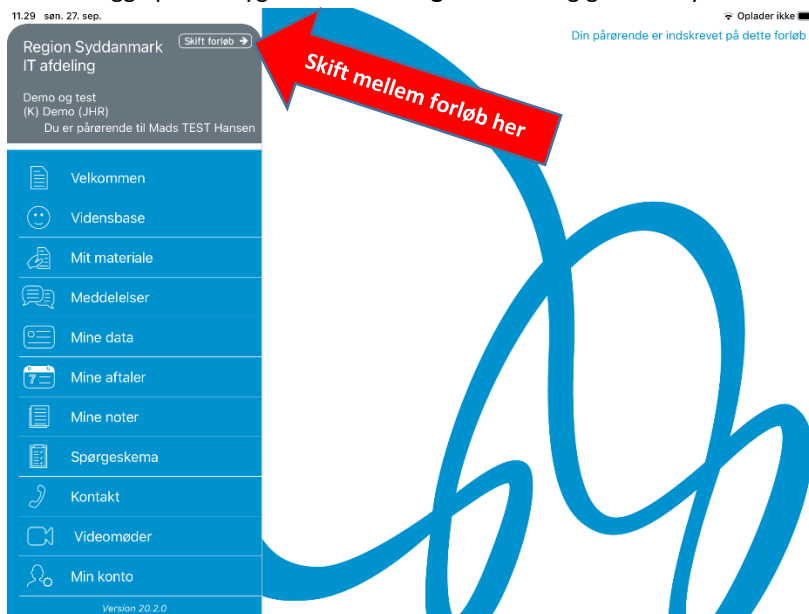 11.29 søn. 27. sep.
Oplader ikke
Region Syddanmark
Skift forløb →
IT afdeling
Din pårørende er indskrevet på dette forløb
Skift mellem forløb her
Demo og test
(K) Demo (JHR)
Du er pårørende til Mads TEST Hansen
Velkommen
Vidensbase
Mit materiale
Meddelelser
Mine data
7
Mine aftaler
Mine noter
Spørgeskema
Kontakt
Videomøder
Min konto
Version 20.2.0